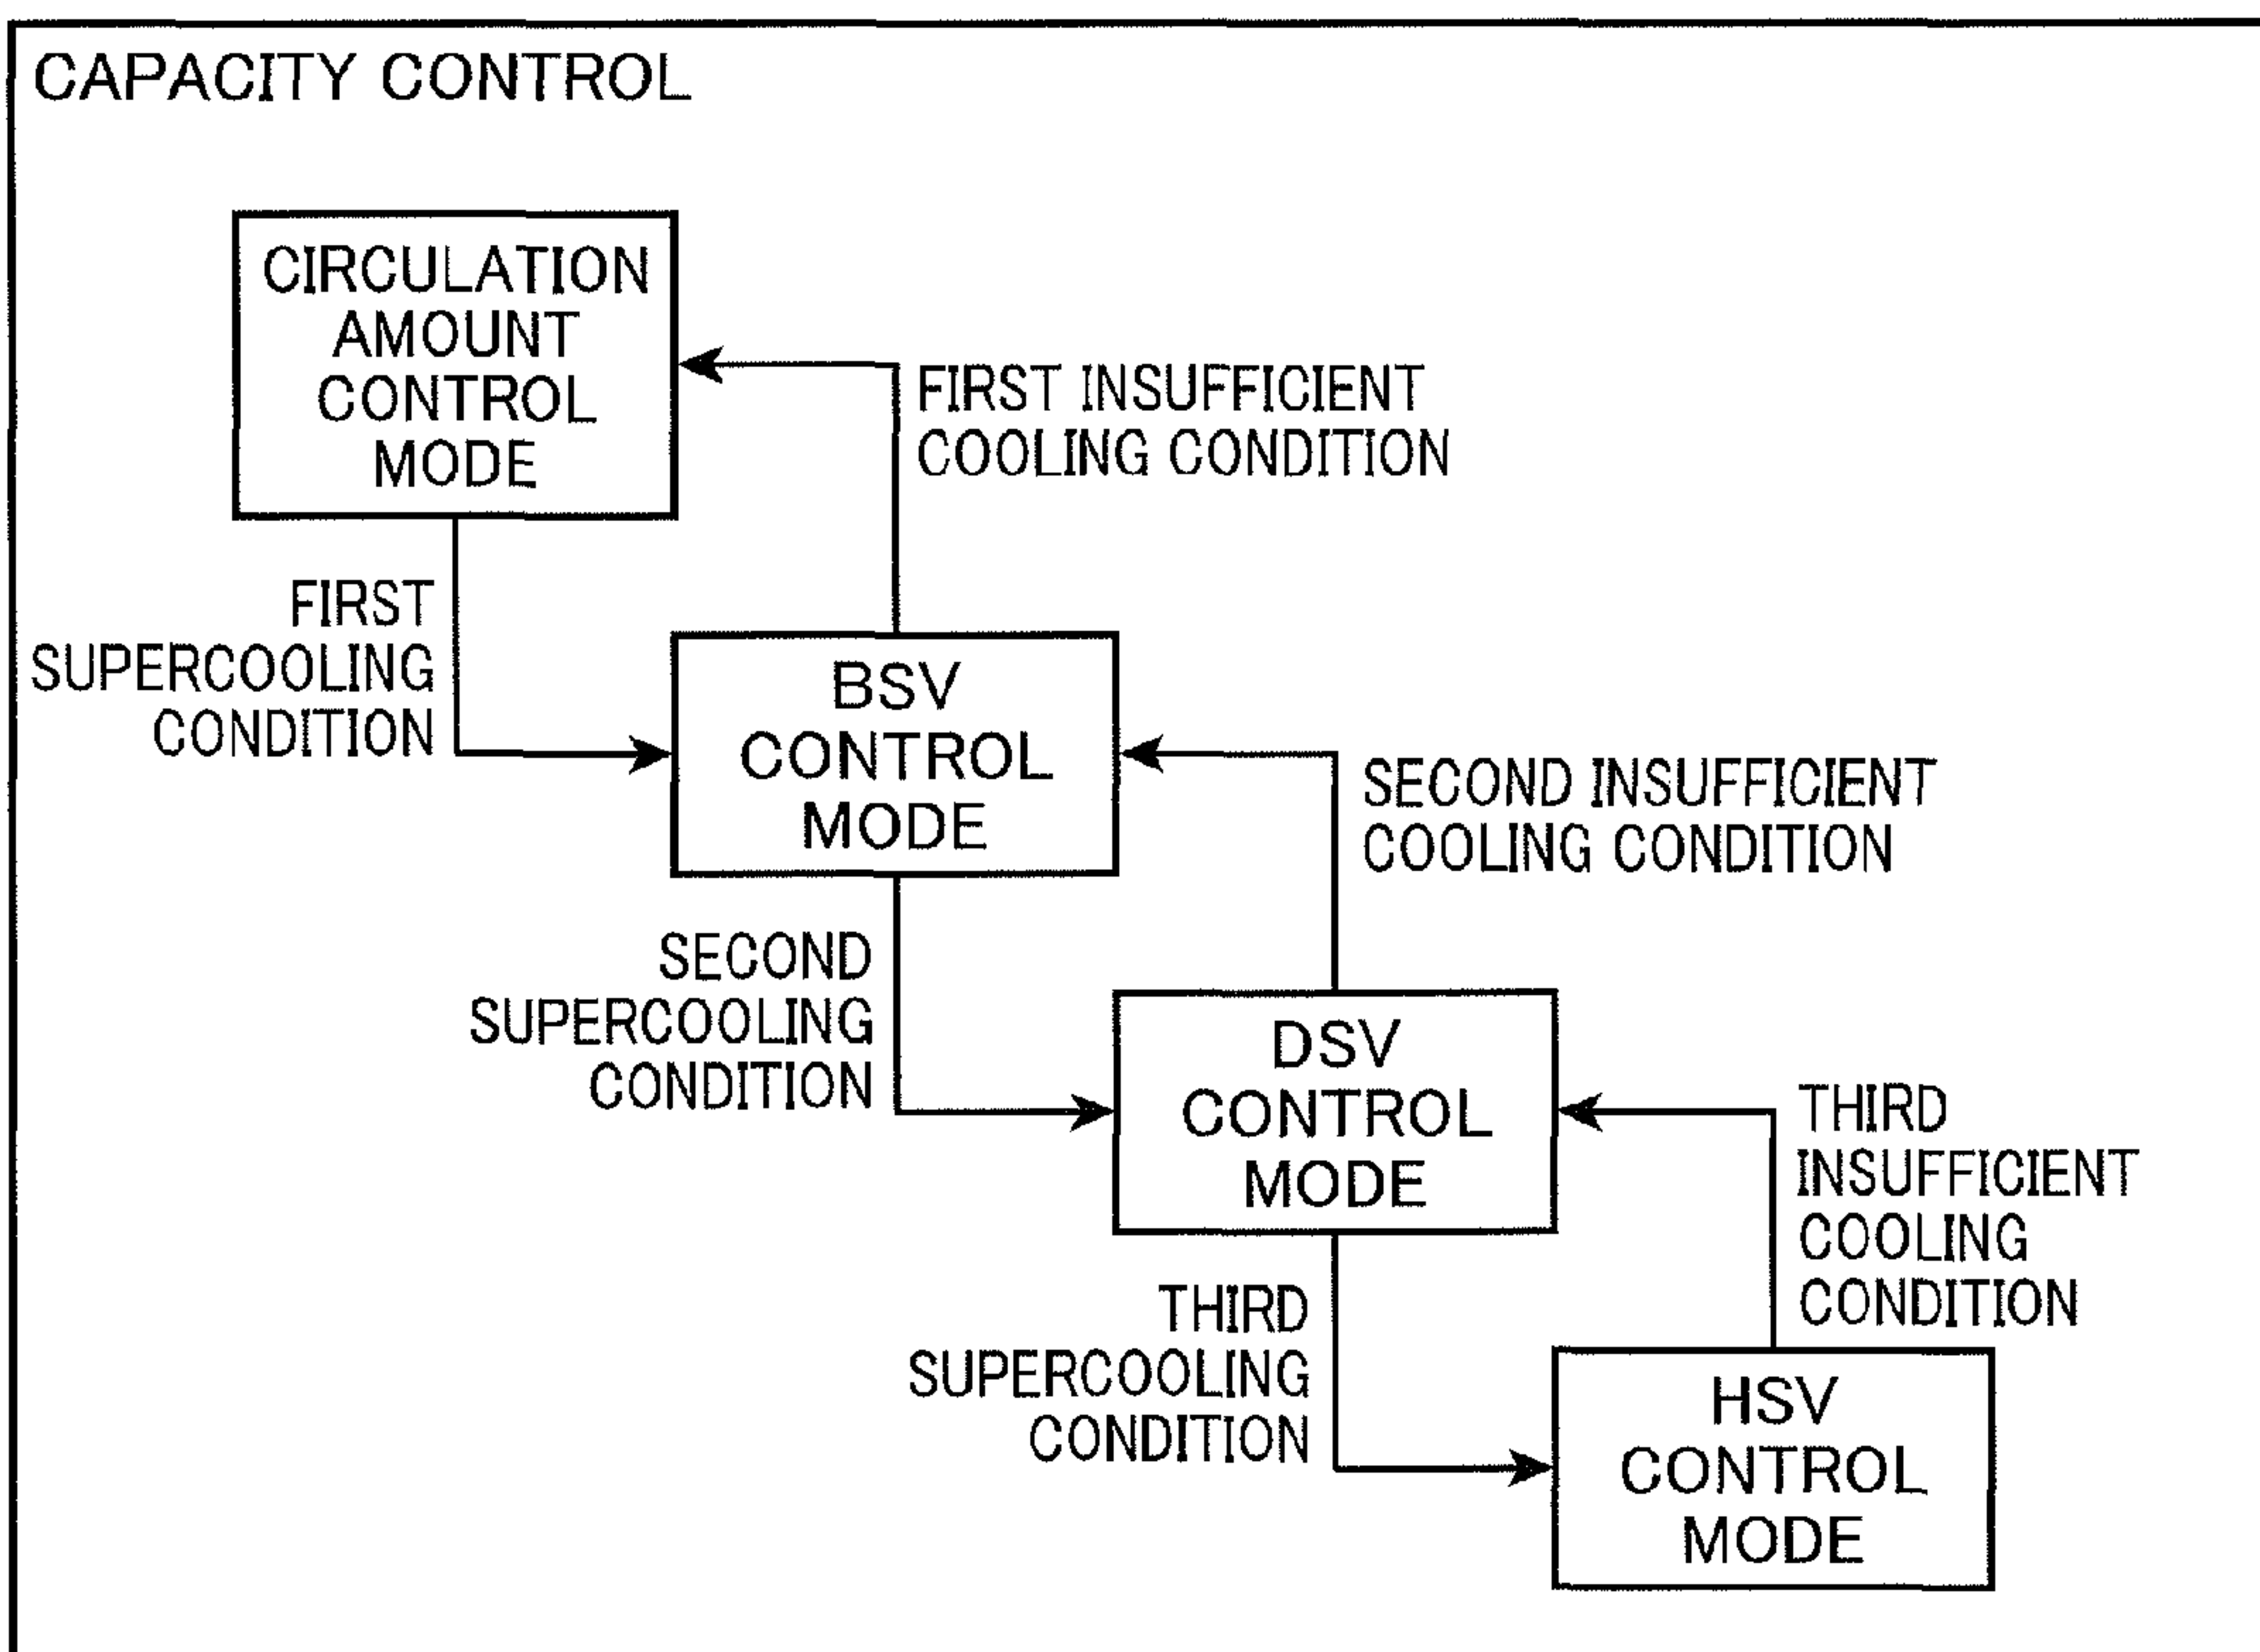 CAPACITY CONTROL
CIRCULATION
AMOUNT
CONTROL
MODE
FIRST INSUFFICIENT
COOLING CONDITION
FIRST
SUPERCOOLING
CONDITION
BSV
CONTROL
MODE
SECOND INSUFFICIENT
COOLING CONDITION
SECOND
SUPERCOOLING
CONDITION
DSV
CONTROL
MODE
THIRD
INSUFFICIENT
COOLING
CONDITION
THIRD
SUPERCOOLING
CONDITION
HSV
CONTROL
MODE